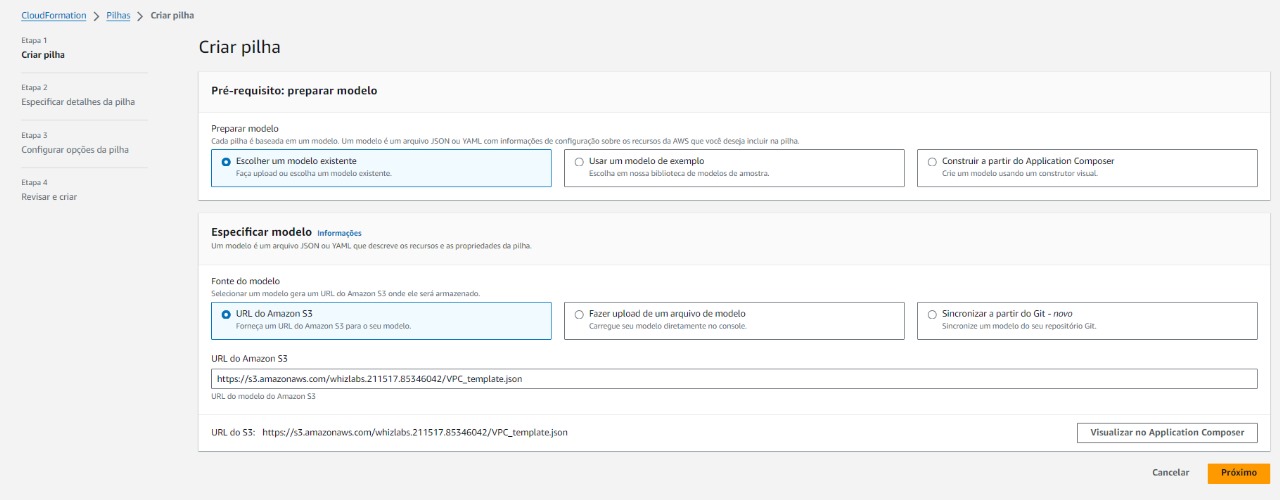 CloudFormation > Pilhas > Criar pilha
Etapa 1
Criar pilha
Etapa 2
Especificar detalhes da pilha
Etapa 3
Configurar opções da pilha
Etapa 4
Revisar e criar
Criar pilha
Pré-requisito: preparar modelo
Preparar modelo
Cada pilha é baseada em um modelo. Um modelo é um arquivo JSON ou YAML com informações de configuração sobre os recursos da AWS que você deseja incluir na pilha.
Escolher um modelo existente
Faça upload ou escolha um modelo existente.
Usar um modelo de exemplo
Escolha em nossa biblioteca de modelos de amostra.
Construir a partir do Application Composer
Crie um modelo usando um construtor visual.
Especificar modelo Informações
Um modelo é um arquivo JSON ou YAML que descreve os recursos e as propriedades da pilha.
Fonte do modelo
Selecionar um modelo gera um URL do Amazon S3 onde ele será armazenado.
URL do Amazon S3
Forneça um URL do Amazon S3 para o seu modelo.
Fazer upload de um arquivo de modelo
Carregue seu modelo diretamente no console.
Sincronizar a partir do Git - novo
Sincronize um modelo do seu repositório Git.
URL do Amazon S3
https://s3.amazonaws.com/whizlabs.211517.85346042/VPC_template.json
URL do modelo do Amazon S3
URL do S3: https://s3.amazonaws.com/whizlabs.211517.85346042/VPC_template.json
Visualizar no Application Composer
Cancelar
Próximo